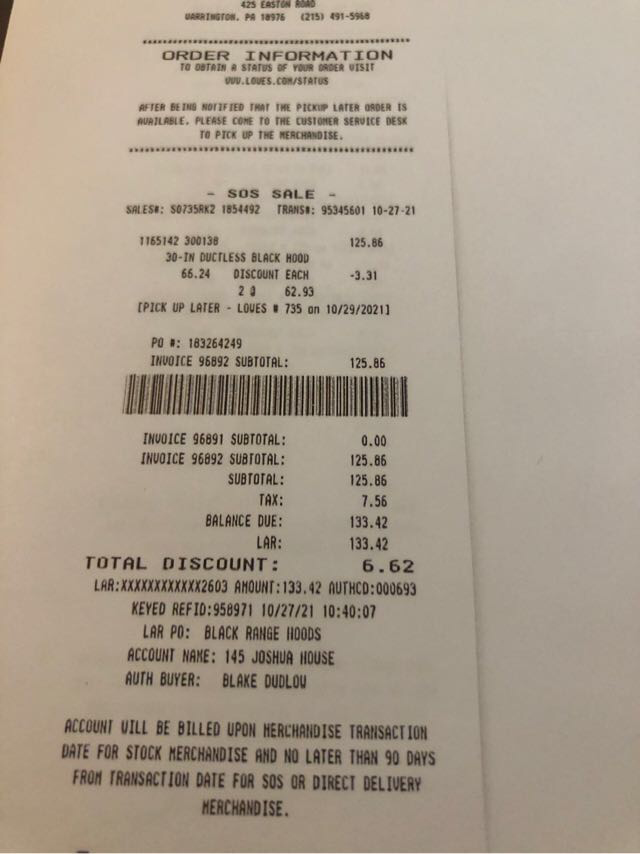 425 EASTON ROAD
WARRINGTON, PA 18976 (215) 491-5968
****************************************************
ORDER INFORMATION
TO OBTAIN A STATUS OF YOUR ORDER VISIT
WWW.LOWES.COM/STATUS
AFTER BEING NOTIFIED THAT THE PICKUP LATER ORDER IS
AVAILABLE. PLEASE COME TO THE CUSTOMER SERVICE DESK
TO PICK UP THE MERCHANDISE.
****************************************************
- SOS SALE -
SALES#: S0735RK2 1854492 TRANS#: 95345601 10-27-21
1165142 300138 125.86
30-IN DUCTLESS BLACK HOOD
66.24 DISCOUNT EACH -3.31
2 @ 62.93
[PICK UP LATER - LOWES # 735 on 10/29/2021]
PO #: 183264249
INVOICE 96892 SUBTOTAL: 125.86
INVOICE 96891 SUBTOTAL: 0.00
INVOICE 96892 SUBTOTAL: 125.86
SUBTOTAL: 125.86
TAX: 7.56
BALANCE DUE: 133.42
LAR: 133.42
TOTAL DISCOUNT: 6.62
LAR:XXXXXXXXXXXX2603 AMOUNT:133.42 AUTHCD:000693
KEYED REFID:958971 10/27/21 10:40:07
LAR PO: BLACK RANGE HOODS
ACCOUNT NAME: 145 JOSHUA HOUSE
AUTH BUYER: BLAKE DUDLOW
ACCOUNT WILL BE BILLED UPON MERCHANDISE TRANSACTION
DATE FOR STOCK MERCHANDISE AND NO LATER THAN 90 DAYS
FROM TRANSACTION DATE FOR SOS OR DIRECT DELIVERY
MERCHANDISE.